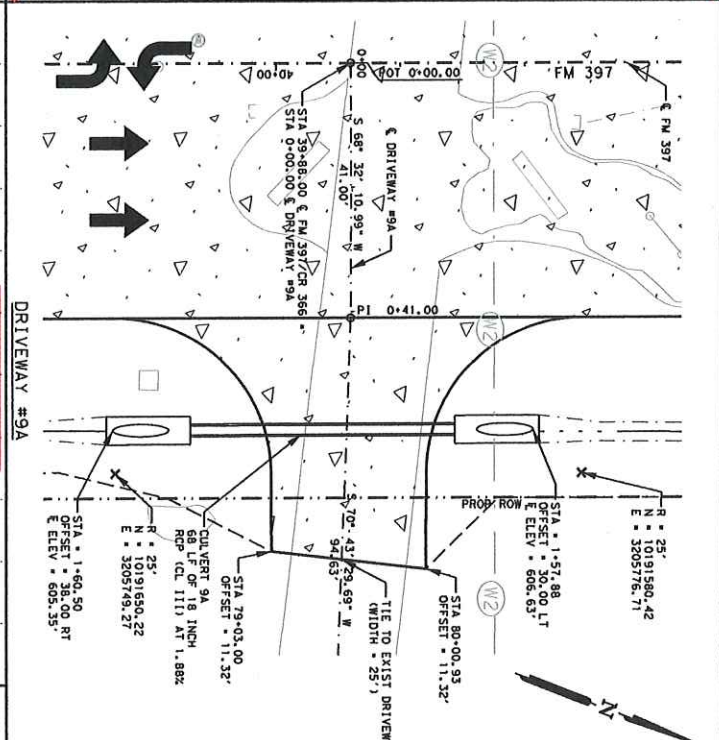 FM 397
℄ FM 397
W2
POT 0+00.00
0+00
40+00
℄ DRIVEWAY #9A
S 68° 32' 10.99" W
41.00'
STA 39+88.00 ℄ FM 397/CR 366 =
STA 0+00.00 ℄ DRIVEWAY #9A
PI 0+41.00
W2
R = 25'
N = 10191580.42
E = 3205776.71
STA = 1+57.88
OFFSET = 30.00 LT
℄ ELEV = 606.63'
PROP ROW
W2
STA 80+00.93
OFFSET = 11.32'
TIE TO EXIST DRIVEW
(WIDTH = 25')
S 70° 43' 29.69" W
94.63'
STA 79+03.00
OFFSET = 11.32'
CULVERT 9A
68 LF OF 18 INCH
RCP (CL III) AT 1.88%
R = 25'
N = 10191650.22
E = 3205749.27
STA = 1+60.50
OFFSET = 38.00 RT
℄ ELEV = 605.35'
N
DRIVEWAY #9A